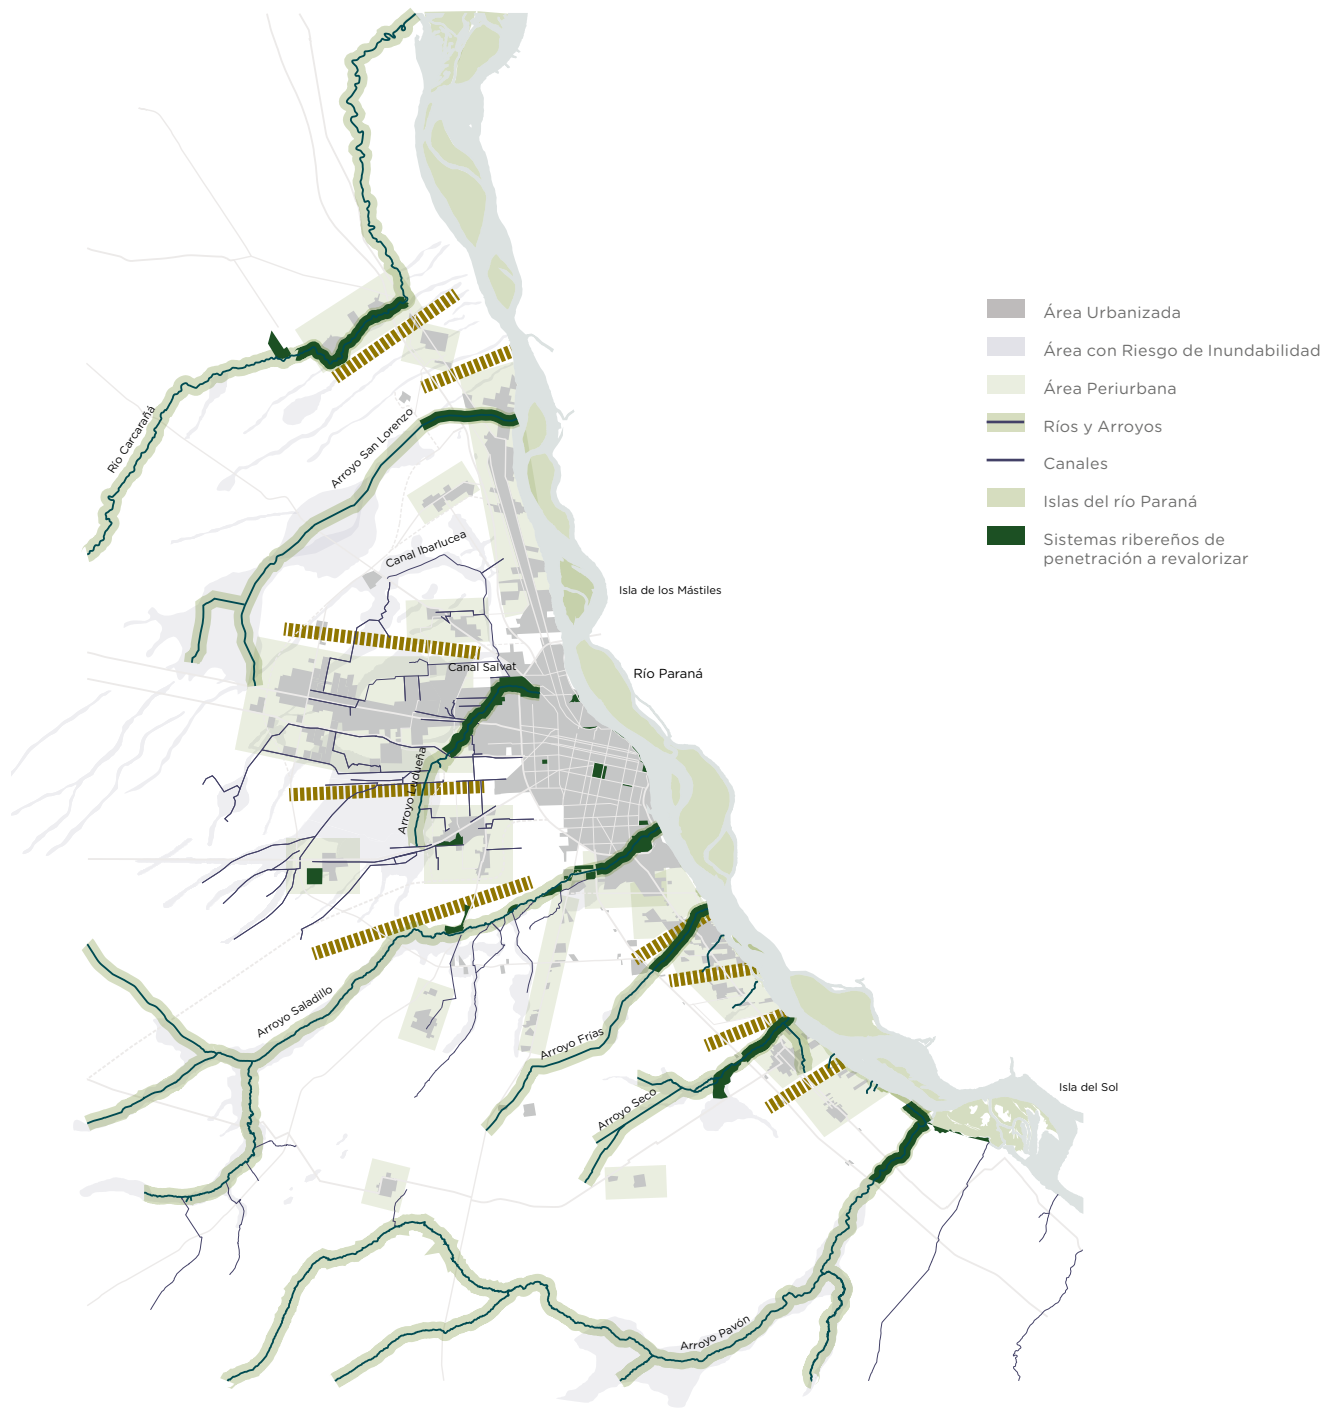 Área Urbanizada
Área con Riesgo de Inundabilidad
Área Periurbana
Ríos y Arroyos
Canales
Islas del río Paraná
Sistemas ribereños de
penetración a revalorizar
Río Carcarañá
Arroyo San Lorenzo
Canal Ibarlucea
Isla de los Mástiles
Canal Salvat
Río Paraná
Arroyo Ludueña
Arroyo Saladillo
Arroyo Frías
Arroyo Seco
Isla del Sol
Arroyo Pavón